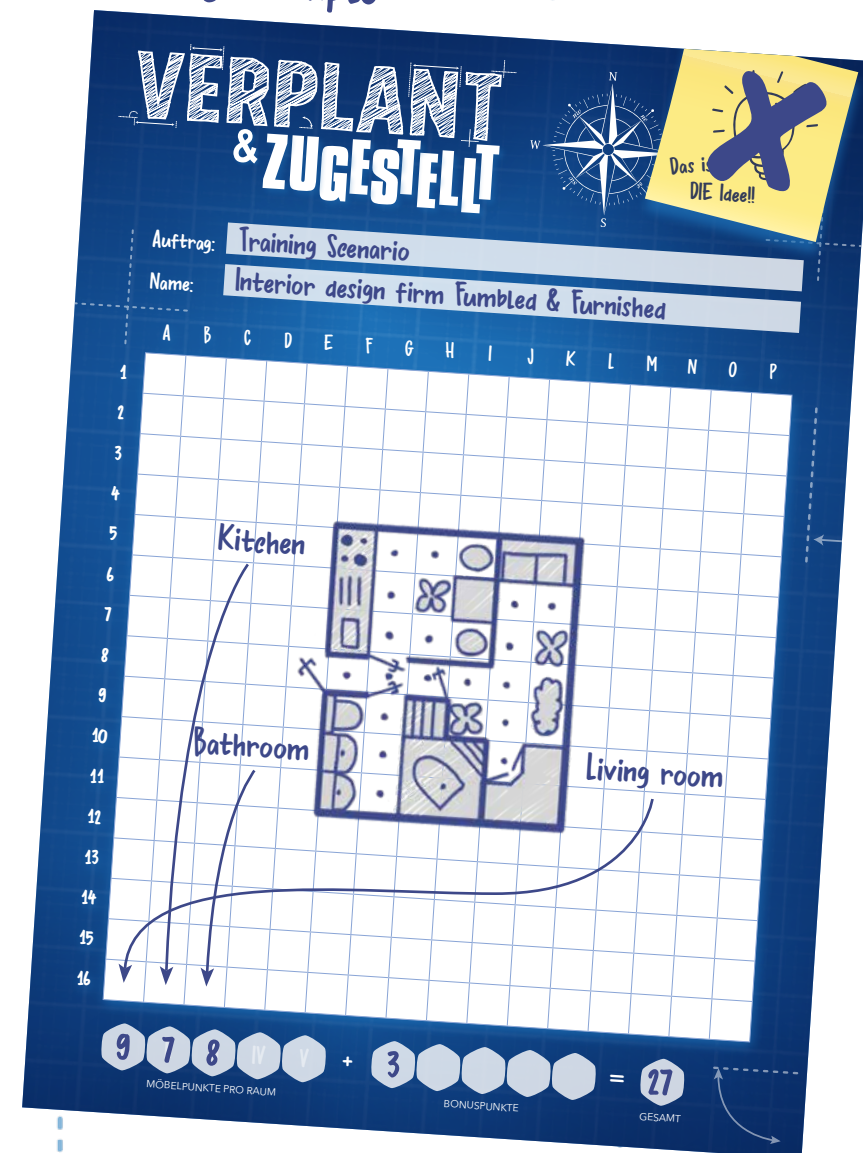 VERPLANT
& ZUGESTELLT
N
W
S
Das is
DIE Idee!!
Auftrag: Training Scenario
Name: Interior design firm Fumbled & Furnished
A B C D E F G H I J K L M N O P
1
2
3
4
5
6
7
8
9
10
11
12
13
14
15
16
Kitchen
Bathroom
Living room
9 7 8 IV V + 3 = 27
MÖBELPUNKTE PRO RAUM
BONUSPUNKTE
GESAMT